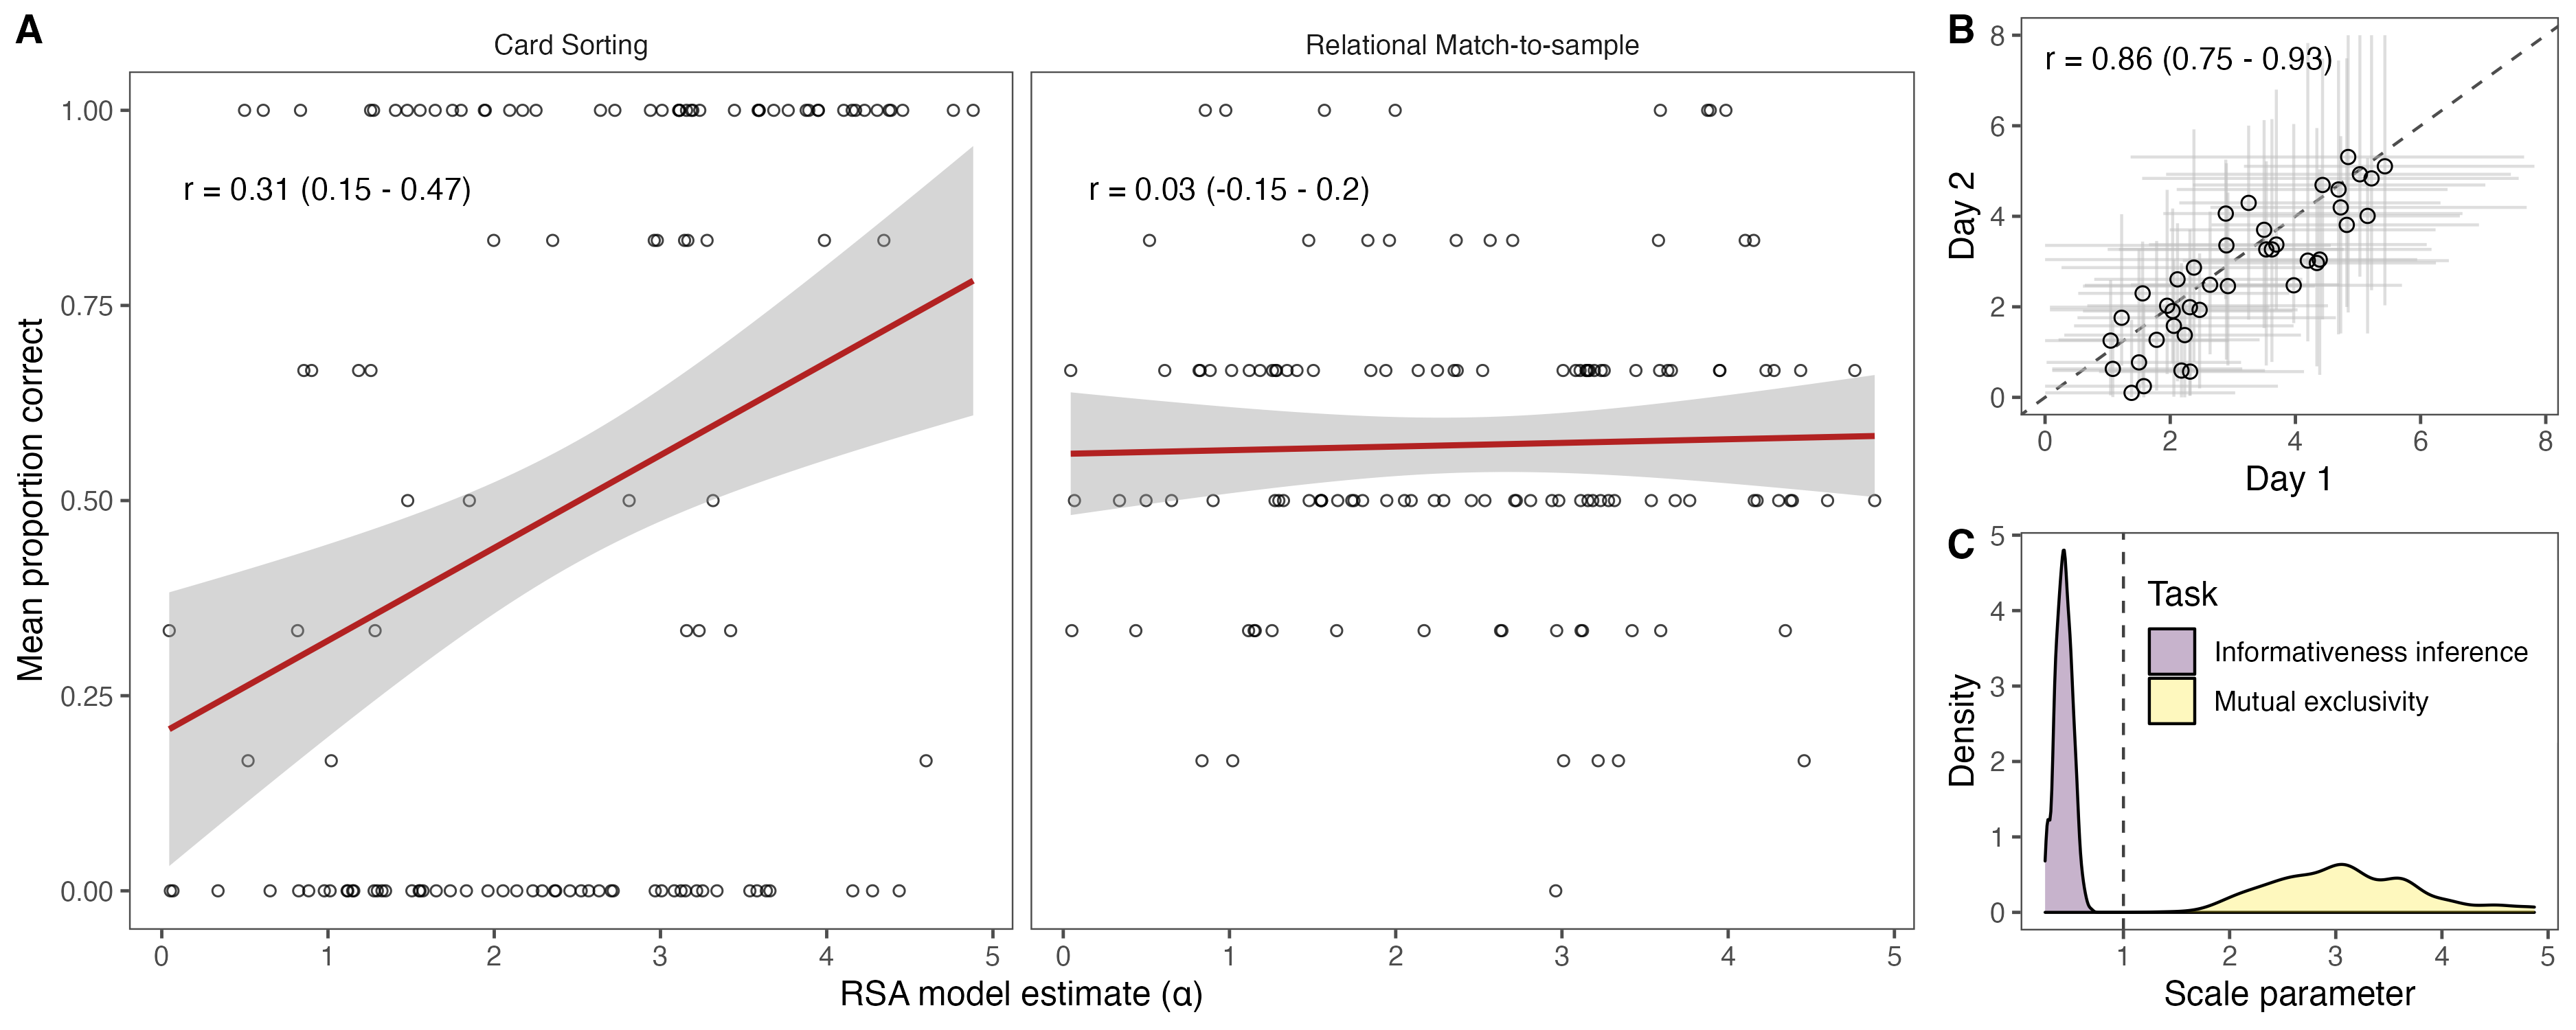 A
Card Sorting
Relational Match-to-sample
r = 0.31 (0.15 - 0.47)
r = 0.03 (-0.15 - 0.2)
Mean proportion correct
1.00
0.75
0.50
0.25
0.00
0 1 2 3 4 5
0 1 2 3 4 5
RSA model estimate (α)
B
r = 0.86 (0.75 - 0.93)
Day 2
8
6
4
2
0
0 2 4 6 8
Day 1
C
Density
5
4
3
2
1
0
Task
Informativeness inference
Mutual exclusivity
1 2 3 4 5
Scale parameter